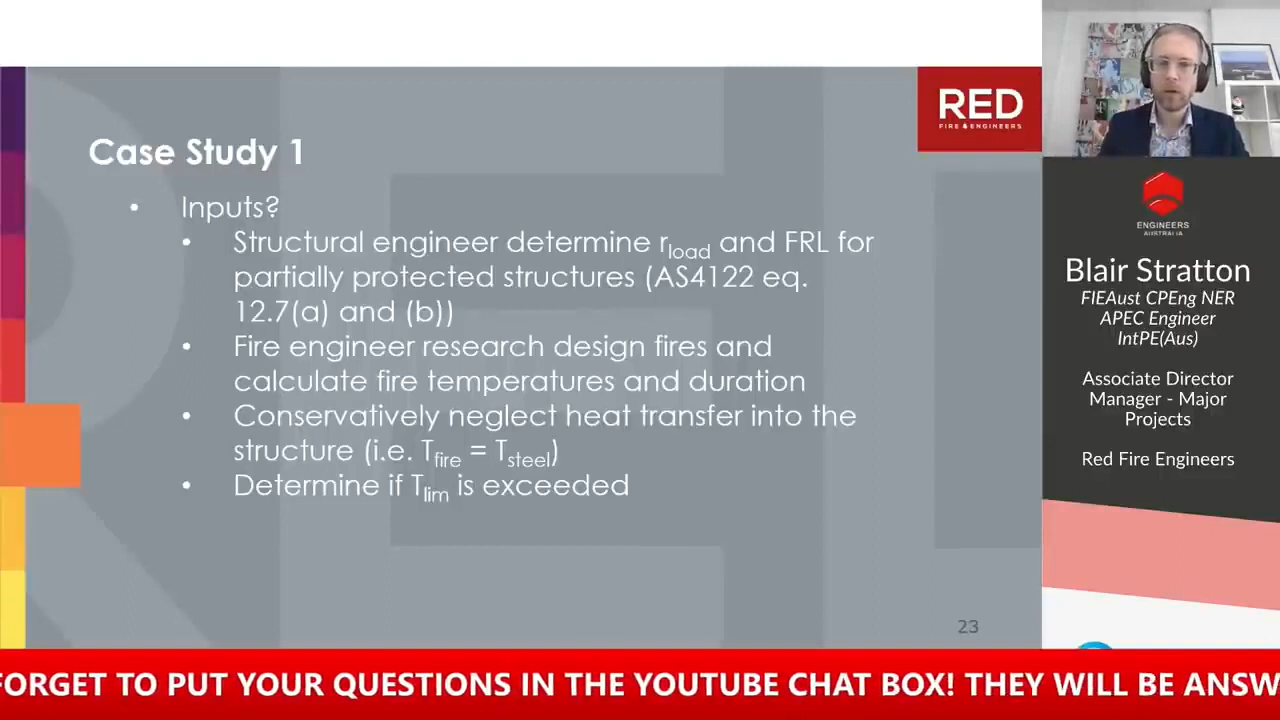 RED
FIRE & ENGINEERS
Case Study 1
• Inputs?
• Structural engineer determine rload and FRL for
partially protected structures (AS4122 eq.
12.7(a) and (b))
• Fire engineer research design fires and
calculate fire temperatures and duration
• Conservatively neglect heat transfer into the
structure (i.e. Tfire = Tsteel)
• Determine if Tlim is exceeded
23
ENGINEERS
AUSTRALIA
Blair Stratton
FIEAust CPEng NER
APEC Engineer
IntPE(Aus)
Associate Director
Manager - Major
Projects
Red Fire Engineers
FORGET TO PUT YOUR QUESTIONS IN THE YOUTUBE CHAT BOX! THEY WILL BE ANSW